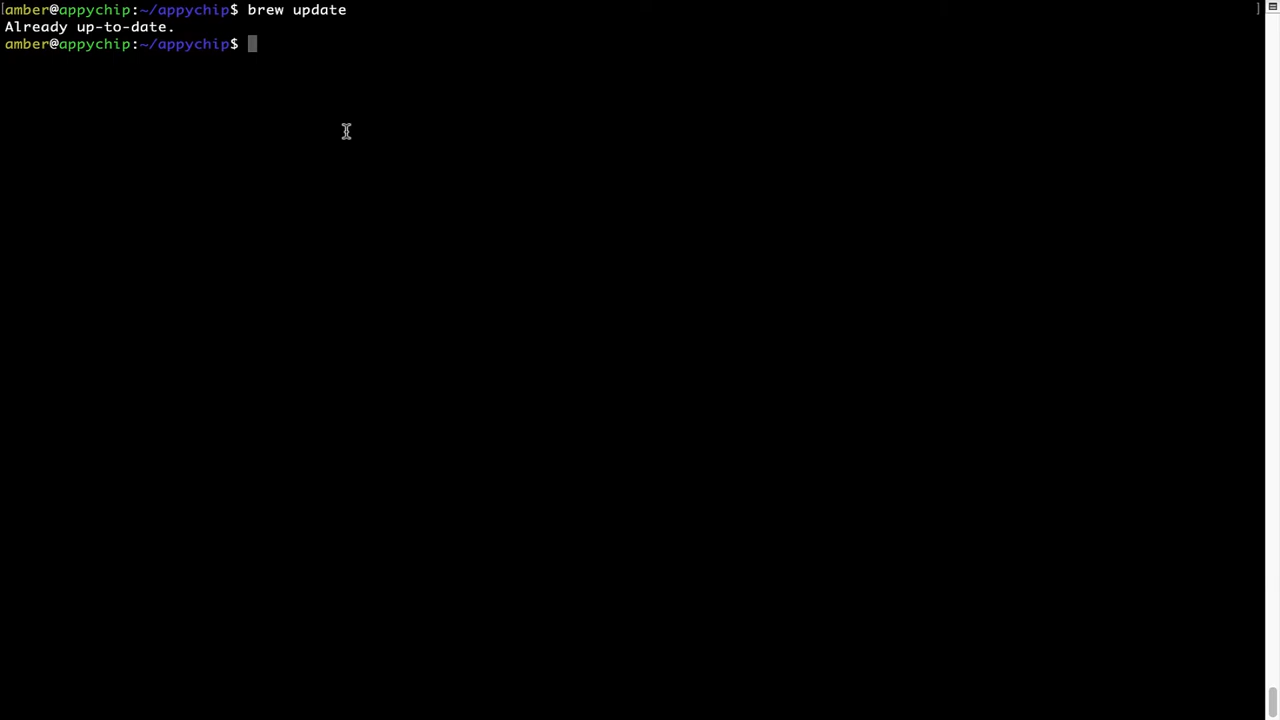 [amber@appychip:~/appychip$ brew update ]
Already up-to-date.
amber@appychip:~/appychip$